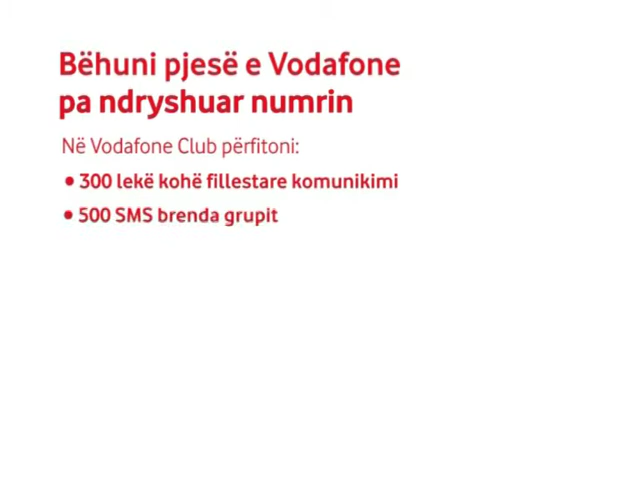 Bëhuni pjesë e Vodafone
pa ndryshuar numrin
Në Vodafone Club përfitoni:
• 300 lekë kohë fillestare komunikimi
• 500 SMS brenda grupit